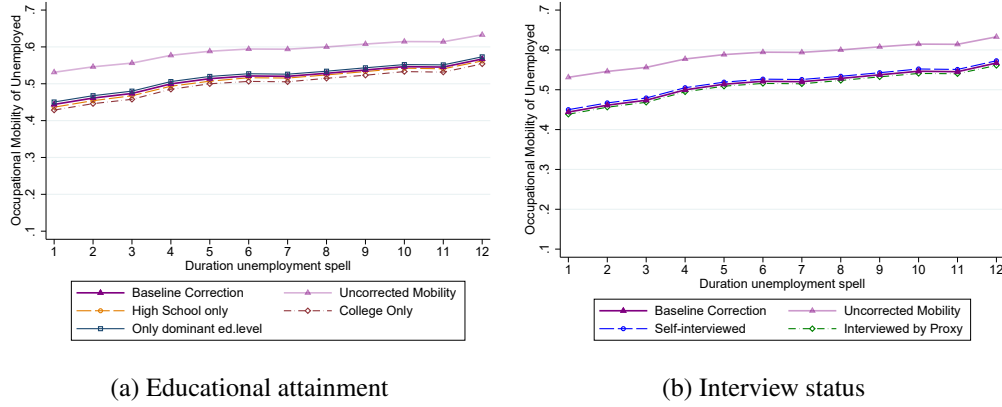 Occupational Mobility of Unemployed
.7
.6
.5
.4
.3
.2
.1
1 2 3 4 5 6 7 8 9 10 11 12
Duration unemployment spell
Baseline Correction
Uncorrected Mobility
High School only
College Only
Only dominant ed.level
(a) Educational attainment
Occupational Mobility of Unemployed
.7
.6
.5
.4
.3
.2
.1
1 2 3 4 5 6 7 8 9 10 11 12
Duration unemployment spell
Baseline Correction
Uncorrected Mobility
Self-interviewed
Interviewed by Proxy
(b) Interview status